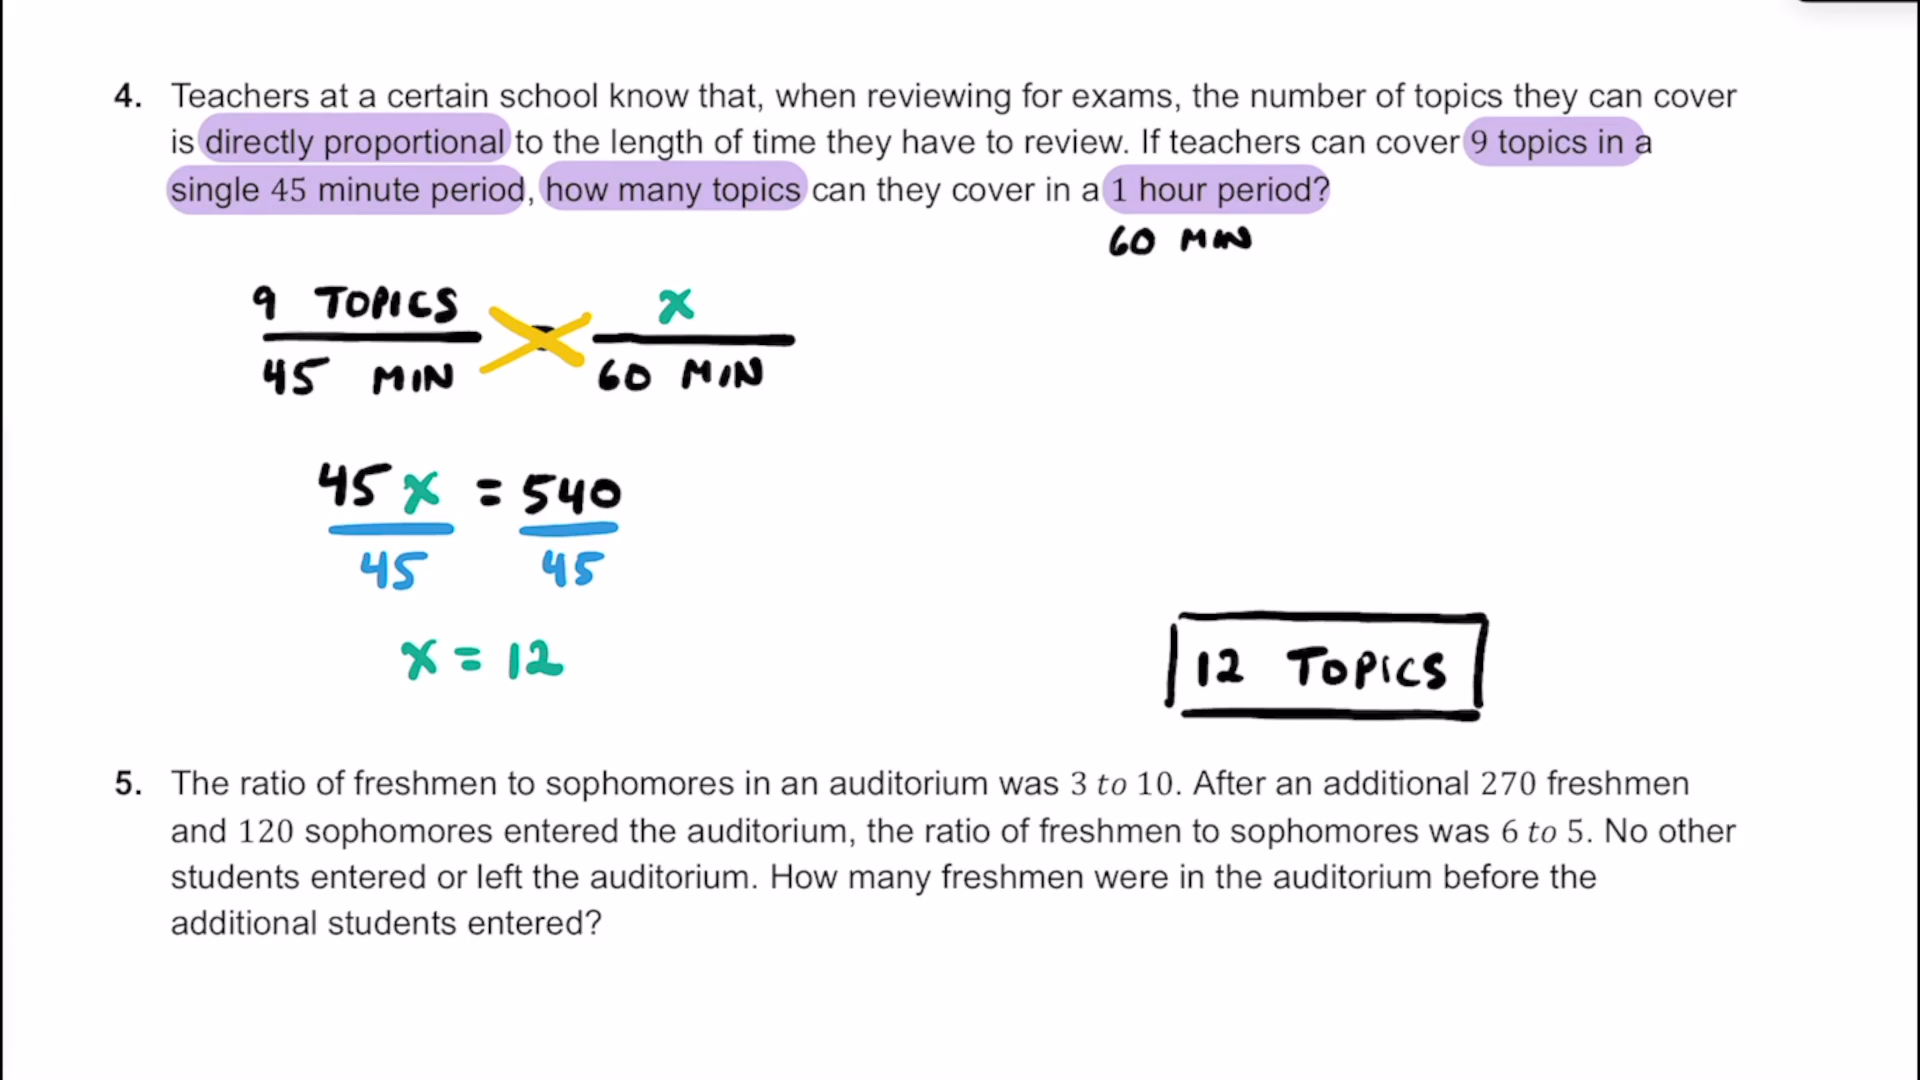 4. Teachers at a certain school know that, when reviewing for exams, the number of topics they can cover
is directly proportional to the length of time they have to review. If teachers can cover 9 topics in a
single 45 minute period, how many topics can they cover in a 1 hour period?
60 MIN
9 TOPICS = x
45 MIN 60 MIN
45x = 540
45 45
x = 12
12 TOPICS
5. The ratio of freshmen to sophomores in an auditorium was 3 to 10. After an additional 270 freshmen
and 120 sophomores entered the auditorium, the ratio of freshmen to sophomores was 6 to 5. No other
students entered or left the auditorium. How many freshmen were in the auditorium before the
additional students entered?